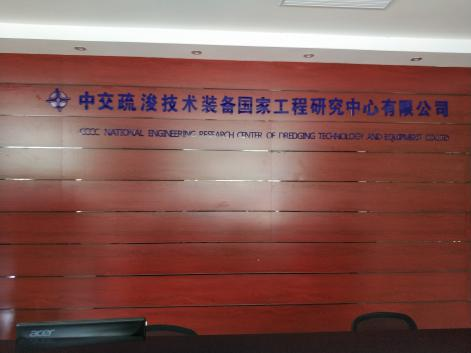 中交疏浚技术装备国家工程研究中心有限公司
CCCC NATIONAL ENGINEERING RESEARCH CENTER OF DREDGING TECHNOLOGY AND EQUIPMENT CO.,LTD
acer